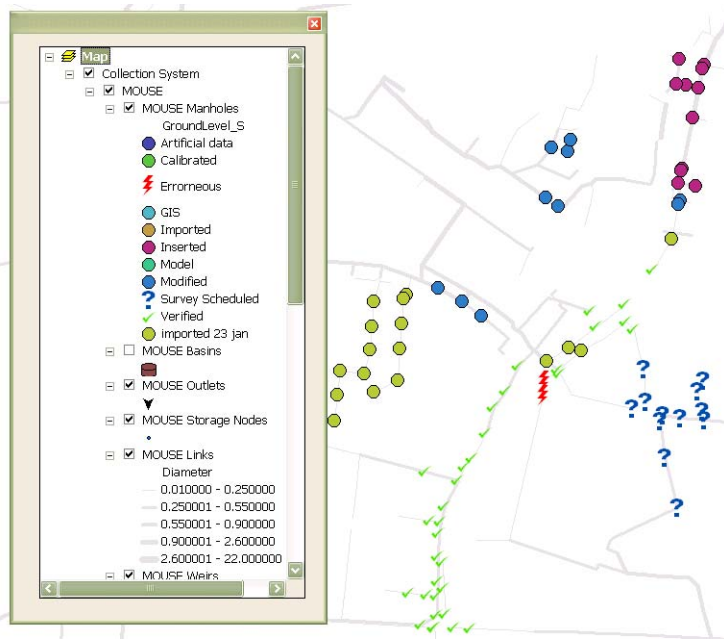 Map
Collection System
MOUSE
MOUSE Manholes
GroundLevel_S
Artificial data
Calibrated
Errorneous
GIS
Imported
Inserted
Model
Modified
Survey Scheduled
Verified
imported 23 jan
MOUSE Basins
MOUSE Outlets
MOUSE Storage Nodes
MOUSE Links
Diameter
0.010000 - 0.250000
0.250001 - 0.550000
0.550001 - 0.900000
0.900001 - 2.600000
2.600001 - 22.000000
MOUSE Weirs